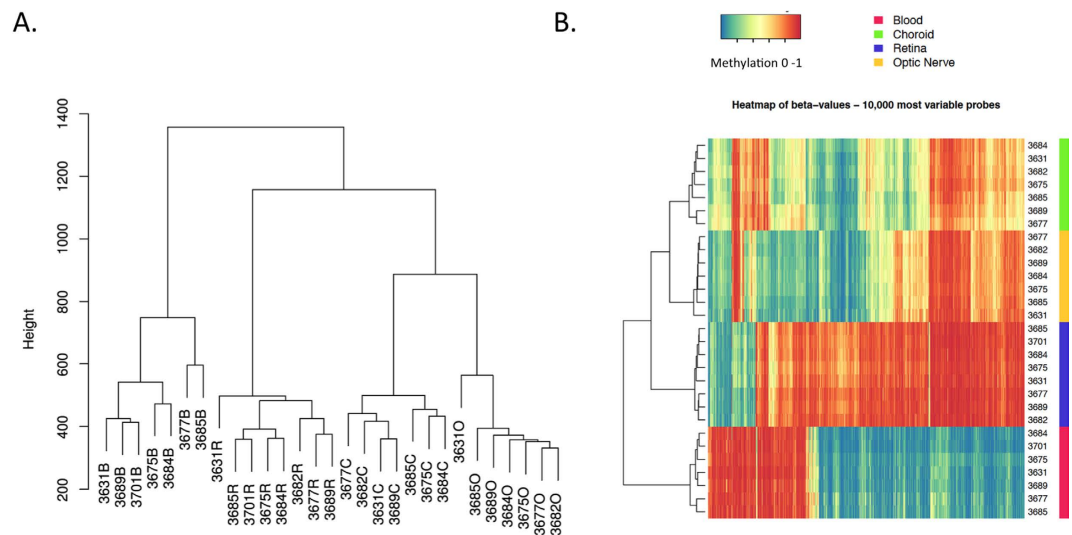 A.
B.
Methylation 0 -1
Blood
Choroid
Retina
Optic Nerve
Heatmap of beta-values – 10,000 most variable probes
Height
1400
1200
1000
800
600
400
200
3631B
3689B
3701B
3675B
3684B
3677B
3685B
3631R
3685R
3701R
3675R
3684R
3682R
3677R
3689R
3677C
3682C
3631C
3689C
3685C
3675C
3684C
3631O
3685O
3689O
3684O
3675O
3677O
3682O
3684
3631
3682
3675
3685
3689
3677
3677
3682
3689
3684
3675
3685
3631
3685
3701
3684
3675
3631
3677
3689
3682
3684
3701
3675
3631
3689
3677
3685